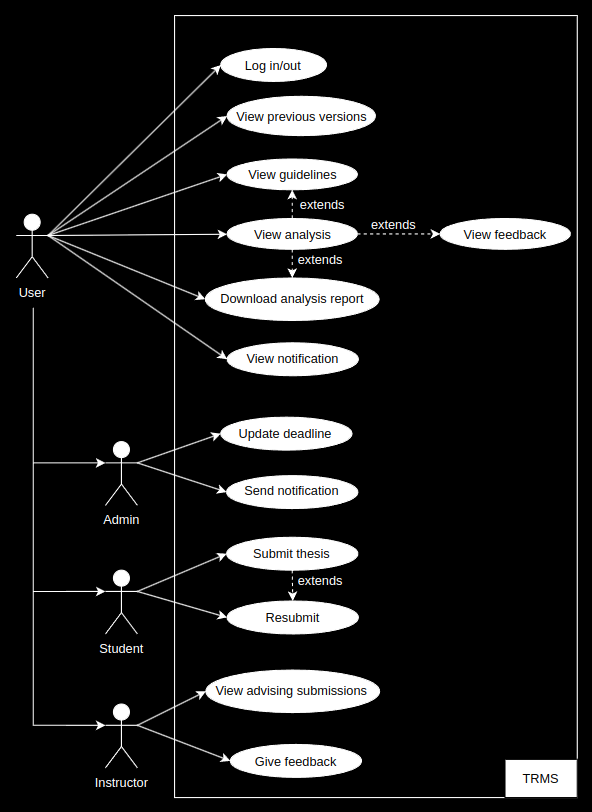 Log in/out
View previous versions
View guidelines
extends
View analysis
extends
View feedback
extends
User
Download analysis report
View notification
Update deadline
Send notification
Admin
Submit thesis
extends
Resubmit
Student
View advising submissions
Give feedback
Instructor
TRMS